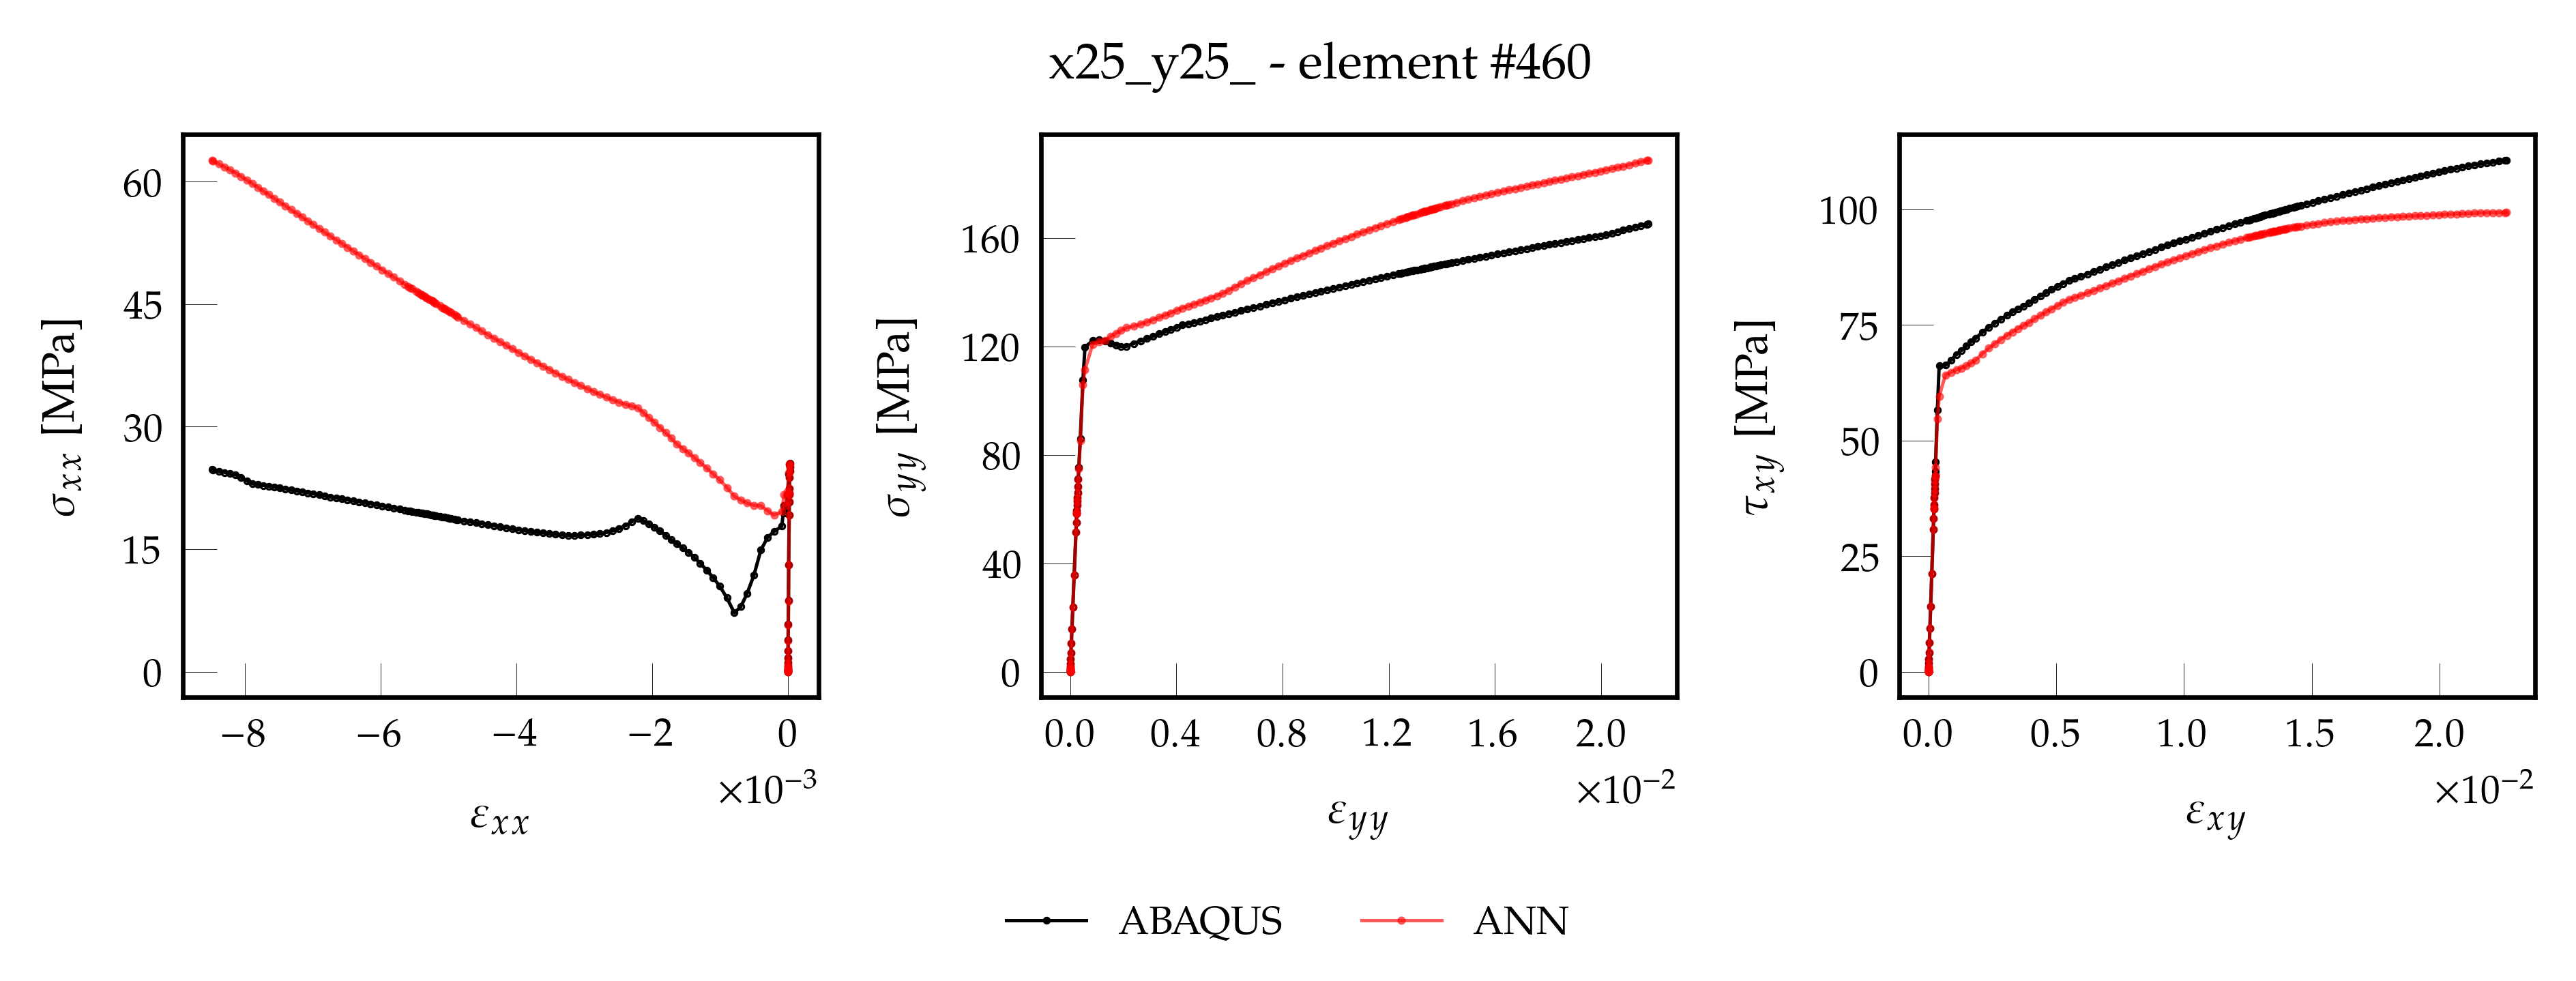 x25_y25_ - element #460
σxx [MPa]
60
45
30
15
0
−8 −6 −4 −2 0
×10−3
εxx
σyy [MPa]
160
120
80
40
0
0.0 0.4 0.8 1.2 1.6 2.0
×10−2
εyy
τxy [MPa]
100
75
50
25
0
0.0 0.5 1.0 1.5 2.0
×10−2
εxy
ABAQUS ANN